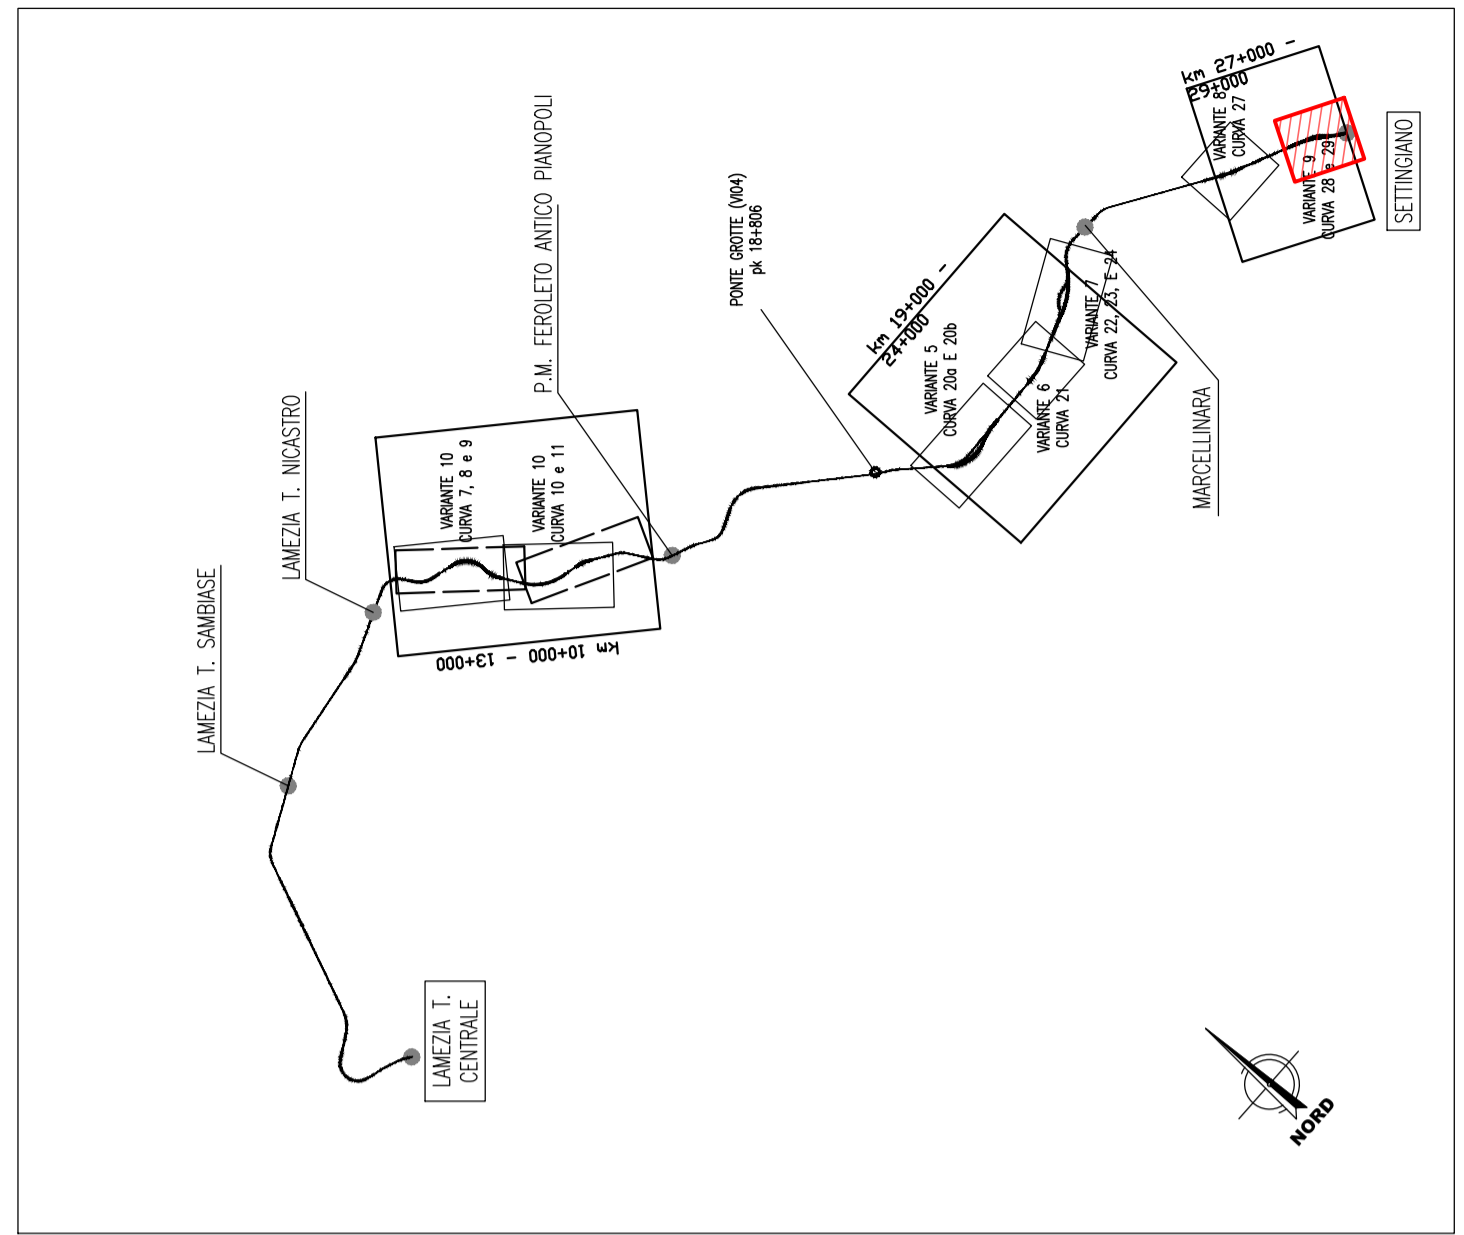 LAMEZIA T.
CENTRALE
LAMEZIA T. SAMBIASE
LAMEZIA T. NICASTRO
km 10+000 - 13+000
VARIANTE 10
CURVA 7, 8 e 9
VARIANTE 10
CURVA 10 e 11
P.M. FEROLETO ANTICO PIANOPOLI
PONTE GROTTE (VI04)
pk 18+806
km 19+000 -
24+000
VARIANTE 5
CURVA 20a E 20b
VARIANTE 6
CURVA 21
VARIANTE 7
CURVA 22, 23, E 24
MARCELLINARA
km 27+000 -
29+000
VARIANTE 8
CURVA 27
VARIANTE 9
CURVA 28 e 29
SETTINGIANO
NORD